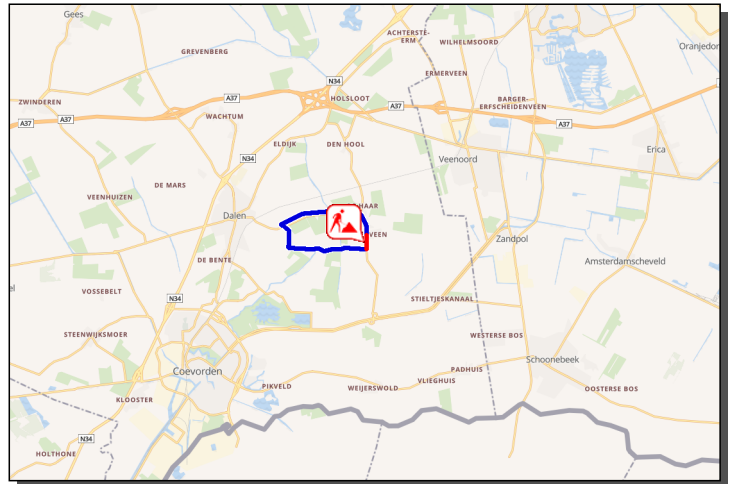 Gees
ACHTERSTE-
ERM
WILHELMSOORD
Oranjedor
GREVENBERG
ERMERVEEN
N34
A37
HOLSLOOT
A37
BARGER-
ERFSCHEIDENVEEN
ZWINDEREN
A37
A37
WACHTUM
A37
ELDIJK
DEN HOOL
Erica
N34
Veenoord
DE MARS
VEENHUIZEN
HAAR
Dalen
VEEN
Zandpol
DE BENTE
Amsterdamscheveld
el
VOSSEBELT
N34
STIELTJESKANAAL
STEENWIJKSMOER
WESTERSE BOS
Schoonebeek
Coevorden
PADHUIS
VLIEGHUIS
PIKVELD
WEIJERSWOLD
OOSTERSE BOS
KLOOSTER
N34
HOLTHONE